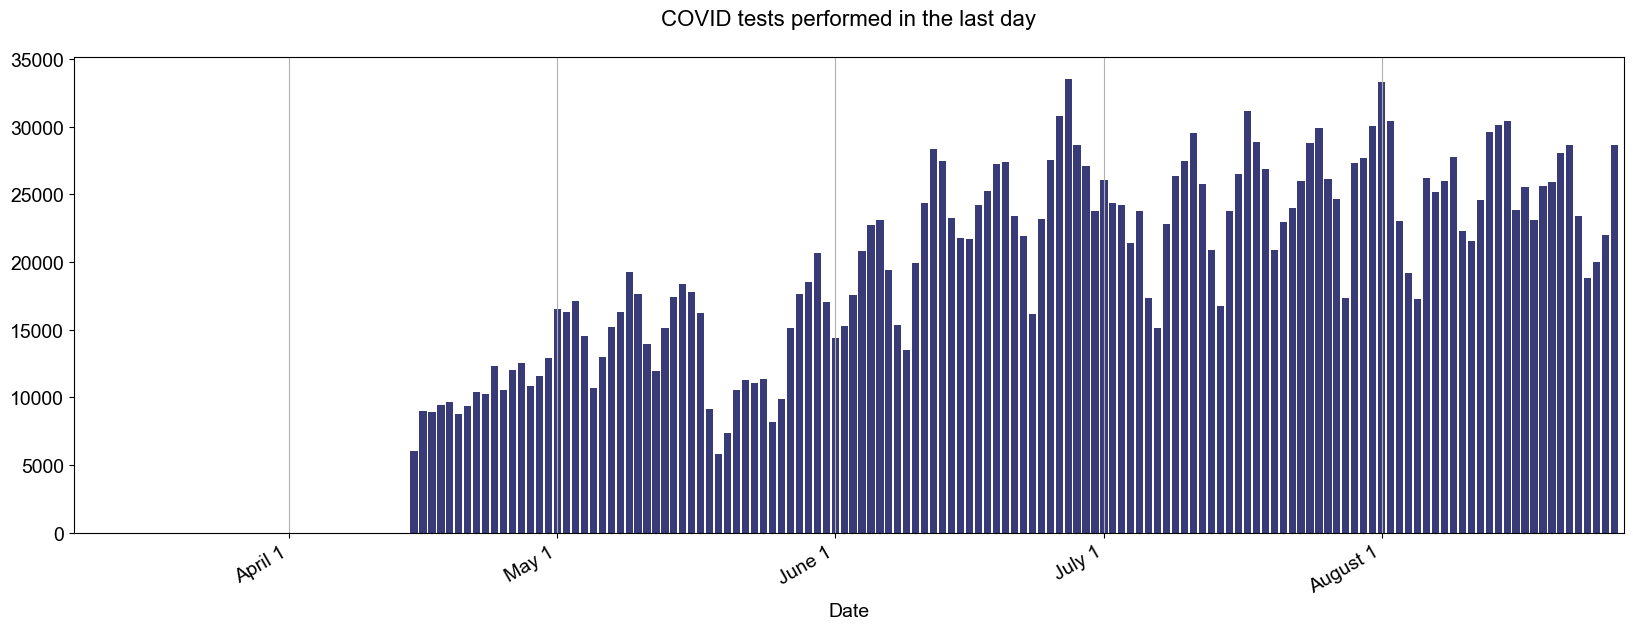 COVID tests performed in the last day
35000
30000
25000
20000
15000
10000
5000
0
April 1
May 1
June 1
July 1
August 1
Date